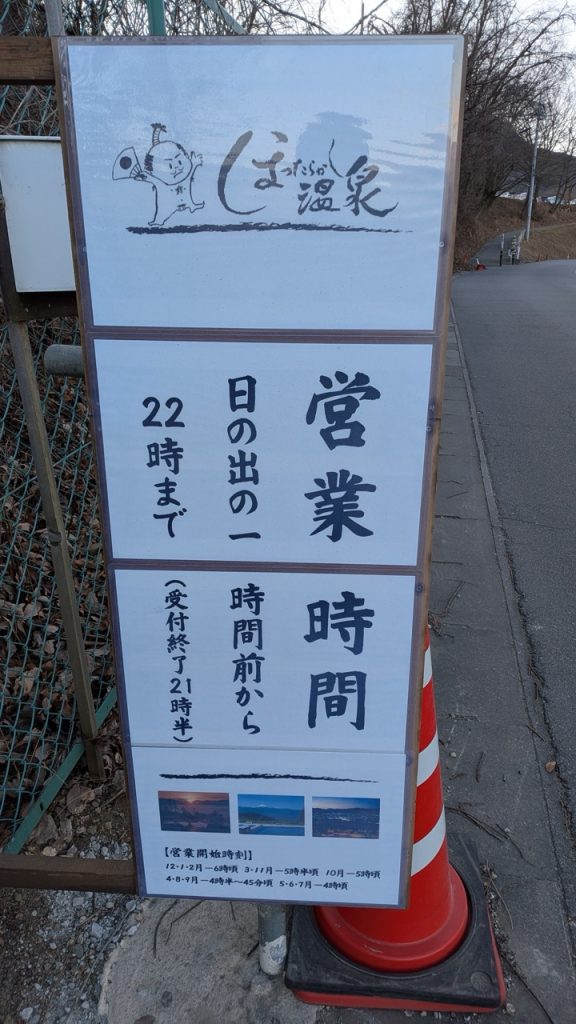 ほったらかし温泉
営業時間
日の出の一時間前から
22時まで(受付終了21時半)
【営業開始時刻】
12・1・2月―6時頃 3・11月―5時半頃 10月―5時頃
4・8・9月―4時半〜45分頃 5・6・7月―4時頃